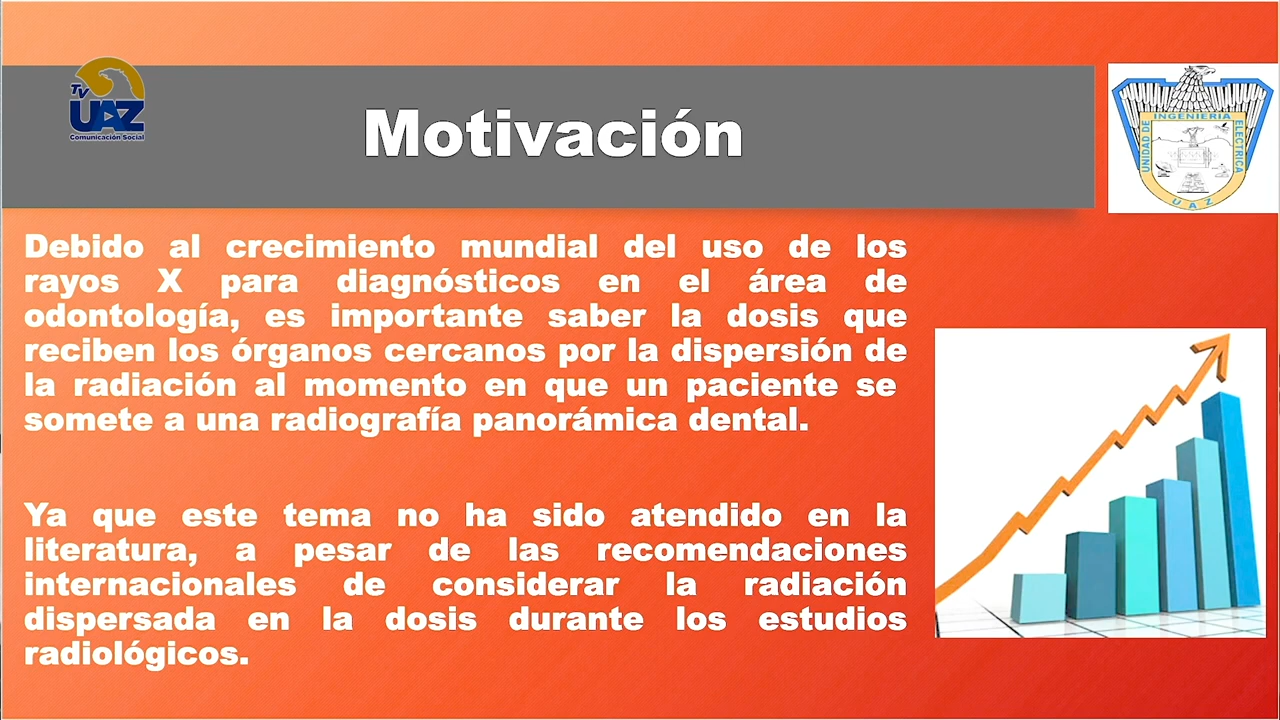 TV
UAZ
Comunicación Social
Motivación
INGENIERIA
UNIDAD DE
ELECTRICA
UAZ
Debido al crecimiento mundial del uso de los
rayos X para diagnósticos en el área de
odontología, es importante saber la dosis que
reciben los órganos cercanos por la dispersión de
la radiación al momento en que un paciente se
somete a una radiografía panorámica dental.
Ya que este tema no ha sido atendido en la
literatura, a pesar de las recomendaciones
internacionales de considerar la radiación
dispersada en la dosis durante los estudios
radiológicos.